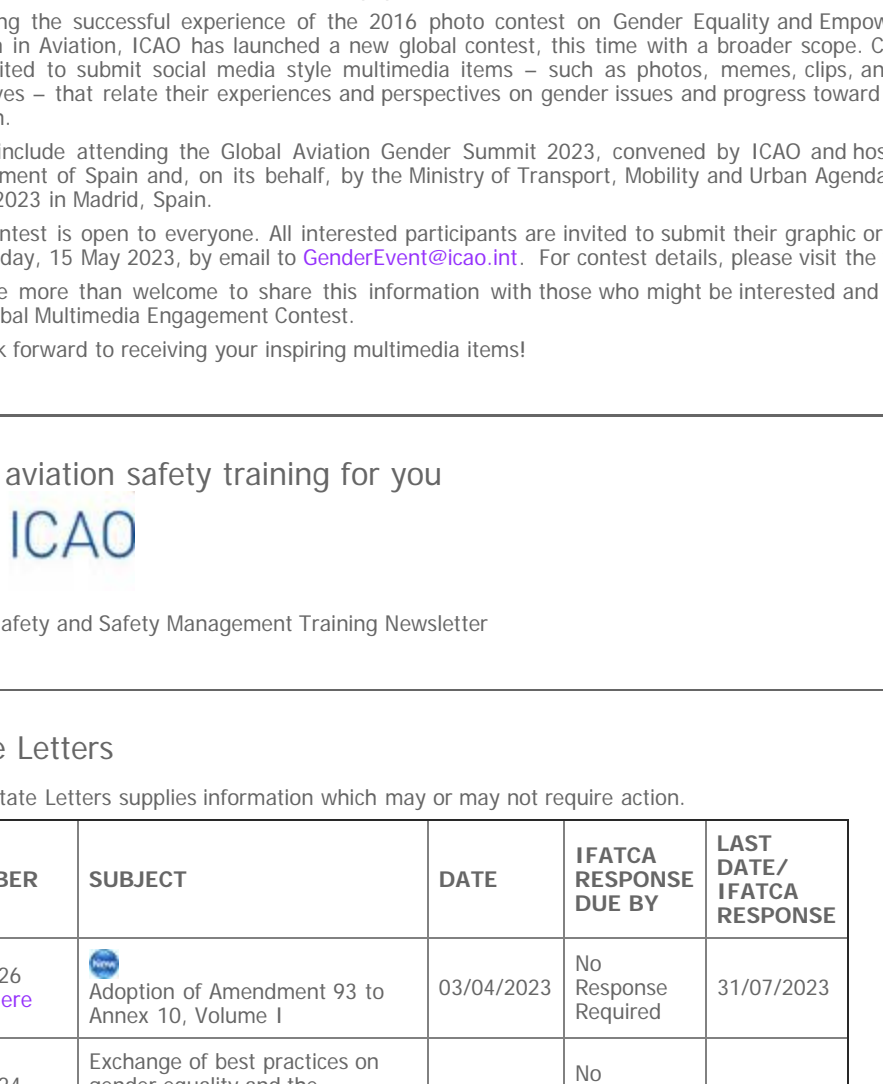 ng the successful experience of the 2016 photo contest on Gender Equality and Empow
in Aviation, ICAO has launched a new global contest, this time with a broader scope. C
ited to submit social media style multimedia items – such as photos, memes, clips, an
ves – that relate their experiences and perspectives on gender issues and progress toward
n.
include attending the Global Aviation Gender Summit 2023, convened by ICAO and hos
ment of Spain and, on its behalf, by the Ministry of Transport, Mobility and Urban Agenda
2023 in Madrid, Spain.
ntest is open to everyone. All interested participants are invited to submit their graphic or
day, 15 May 2023, by email to GenderEvent@icao.int. For contest details, please visit the
e more than welcome to share this information with those who might be interested and
bal Multimedia Engagement Contest.
k forward to receiving your inspiring multimedia items!
aviation safety training for you
ICAO
afety and Safety Management Training Newsletter
e Letters
tate Letters supplies information which may or may not require action.
BER
SUBJECT
DATE
IFATCA
RESPONSE
DUE BY
LAST
DATE/
IFATCA
RESPONSE
26
ere
New
Adoption of Amendment 93 to
Annex 10, Volume I
03/04/2023
No
Response
Required
31/07/2023
Exchange of best practices on
gender equality and the
24
No